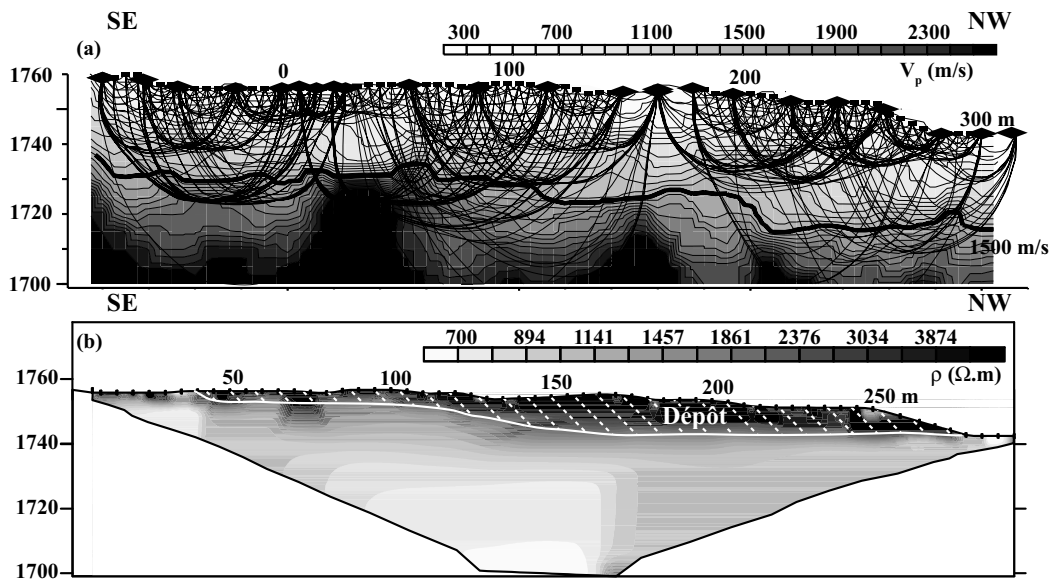 SE NW
(a) 300 700 1100 1500 1900 2300
V_p (m/s)
1760 0 100 200
300 m
1740
1720
1500 m/s
1700
SE NW
(b) 700 894 1141 1457 1861 2376 3034 3874
ρ (Ω.m)
1760 50 100 150 200 250 m
Dépôt
1740
1720
1700